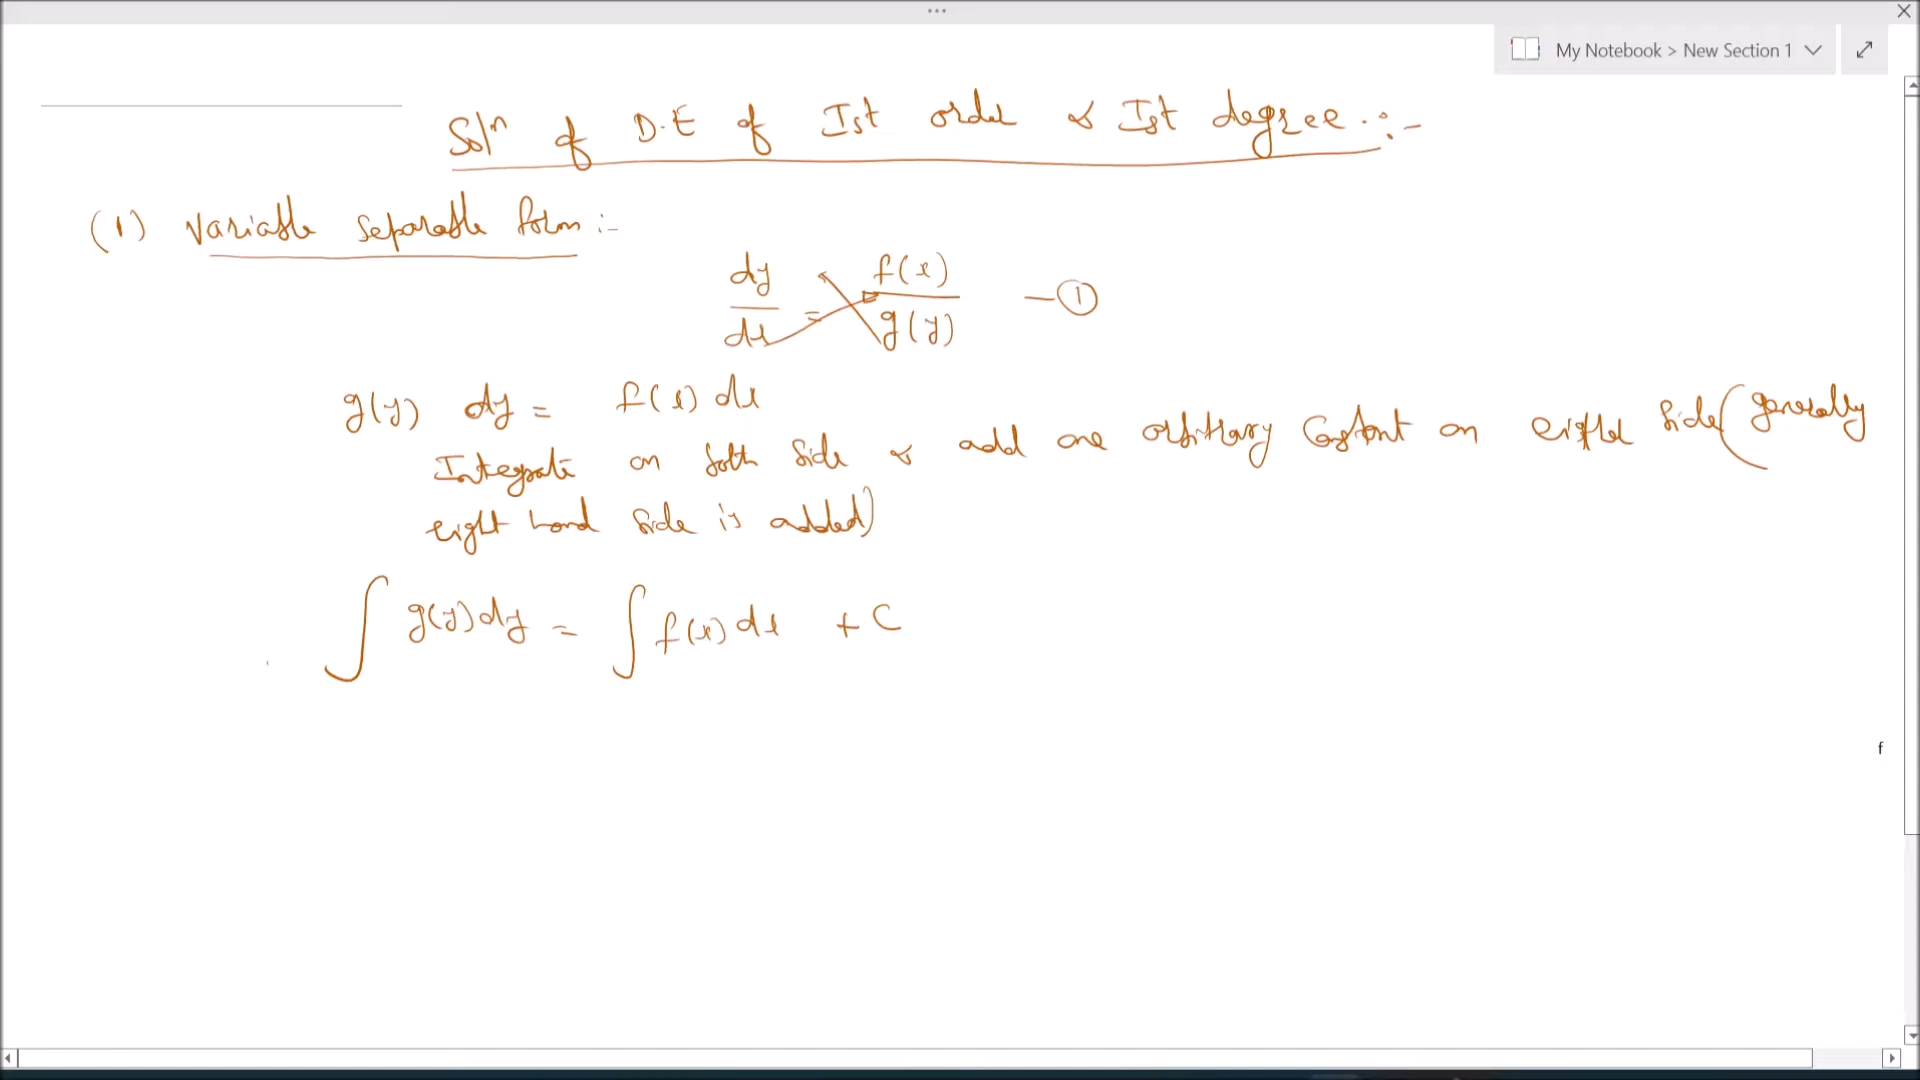 ...
My Notebook > New Section 1
Solⁿ of D.E of Ist order & Ist degree :-
(1) Variable separable form :-
dy/dx = f(x)/g(y) —①
g(y) dy = f(x) dx
Integrate on both side & add one arbitrary constant on either side (generally
right hand side is added)
∫ g(y) dy = ∫ f(x) dx + C
f